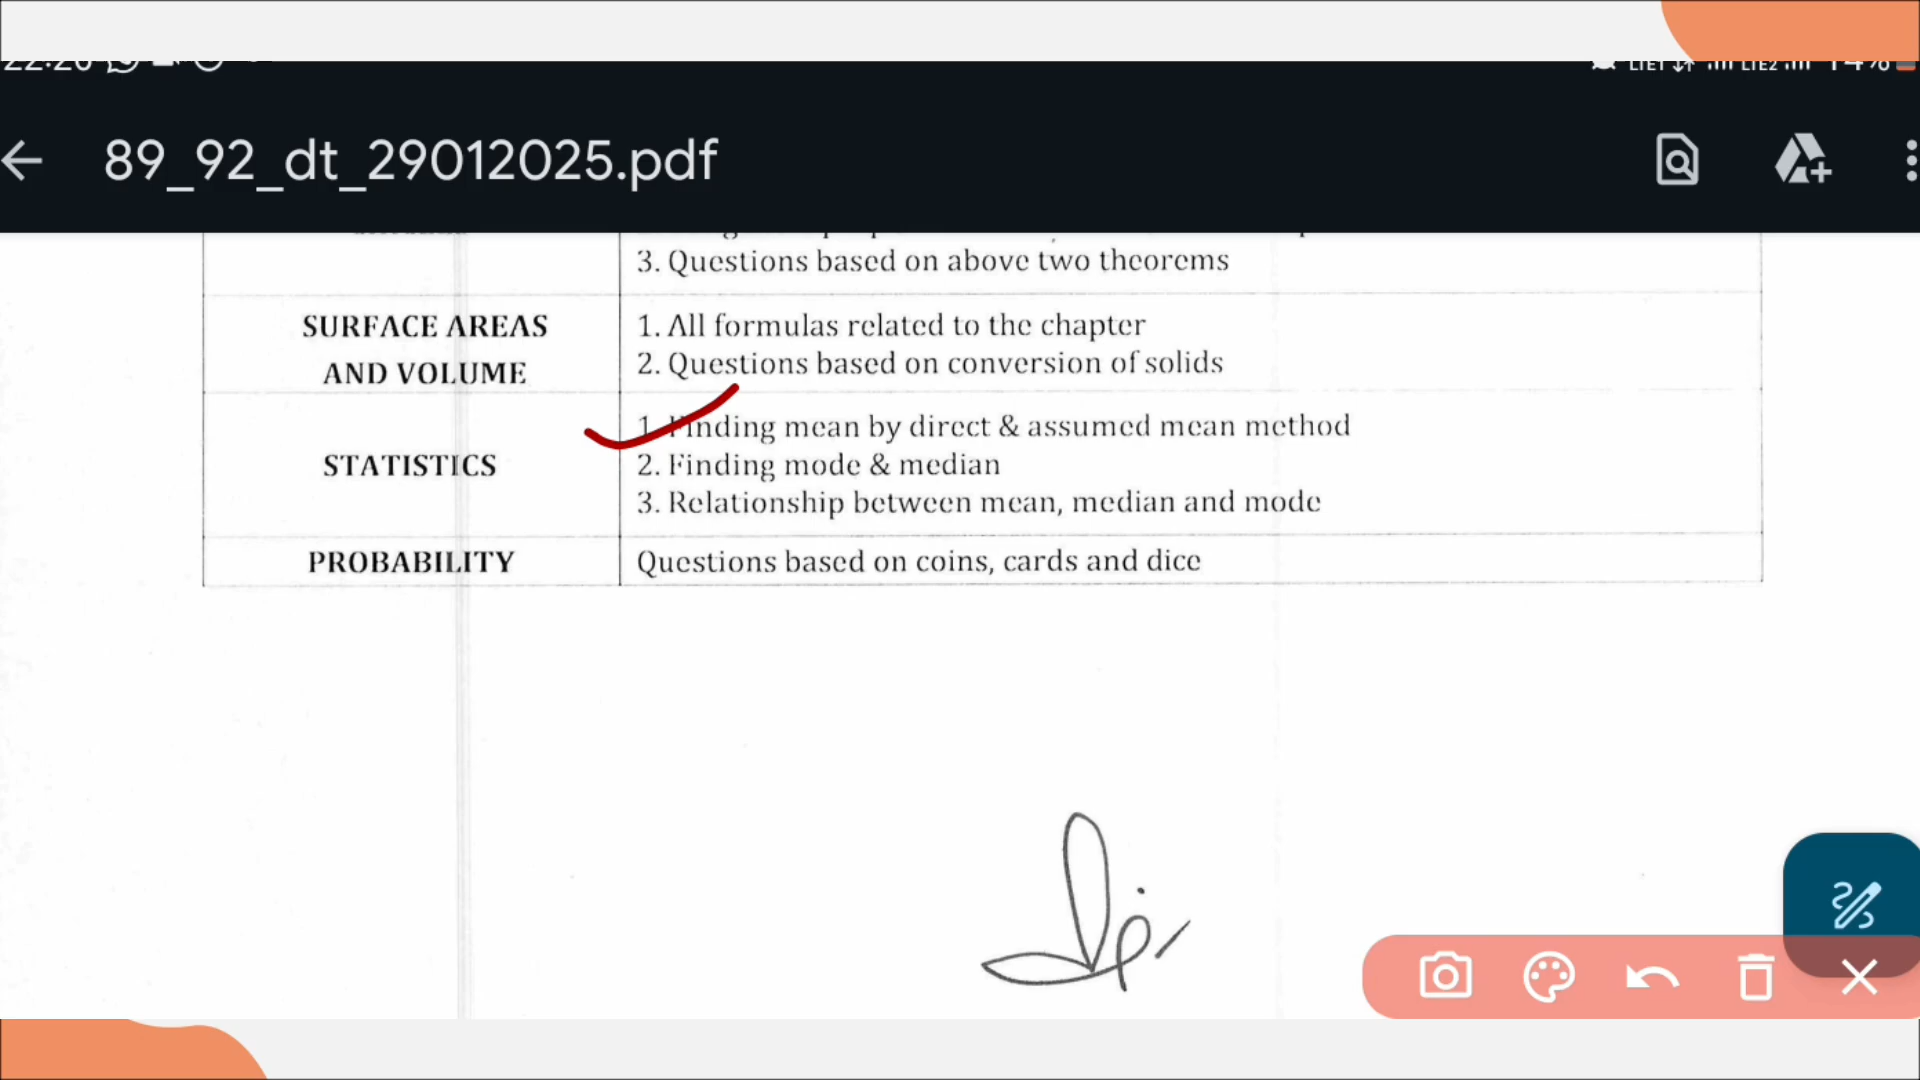 89_92_dt_29012025.pdf
3. Questions based on above two theorems
SURFACE AREAS
AND VOLUME
1. All formulas related to the chapter
2. Questions based on conversion of solids
STATISTICS
1. Finding mean by direct & assumed mean method
2. Finding mode & median
3. Relationship between mean, median and mode
PROBABILITY
Questions based on coins, cards and dice